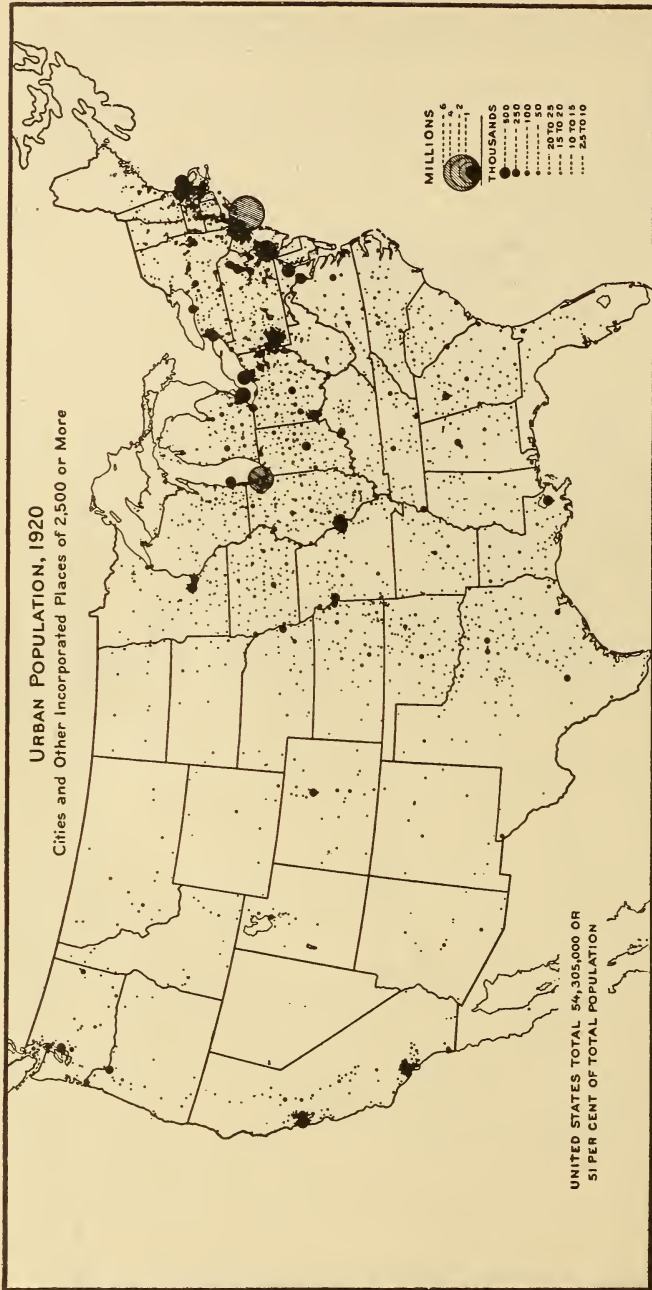 URBAN POPULATION, 1920
Cities and Other Incorporated Places of 2,500 or More
MILLIONS
6
4
2
1
THOUSANDS
500
250
100
50
20 TO 25
15 TO 20
10 TO 15
2.5 TO 10
UNITED STATES TOTAL 54,305,000 OR
51 PER CENT OF TOTAL POPULATION